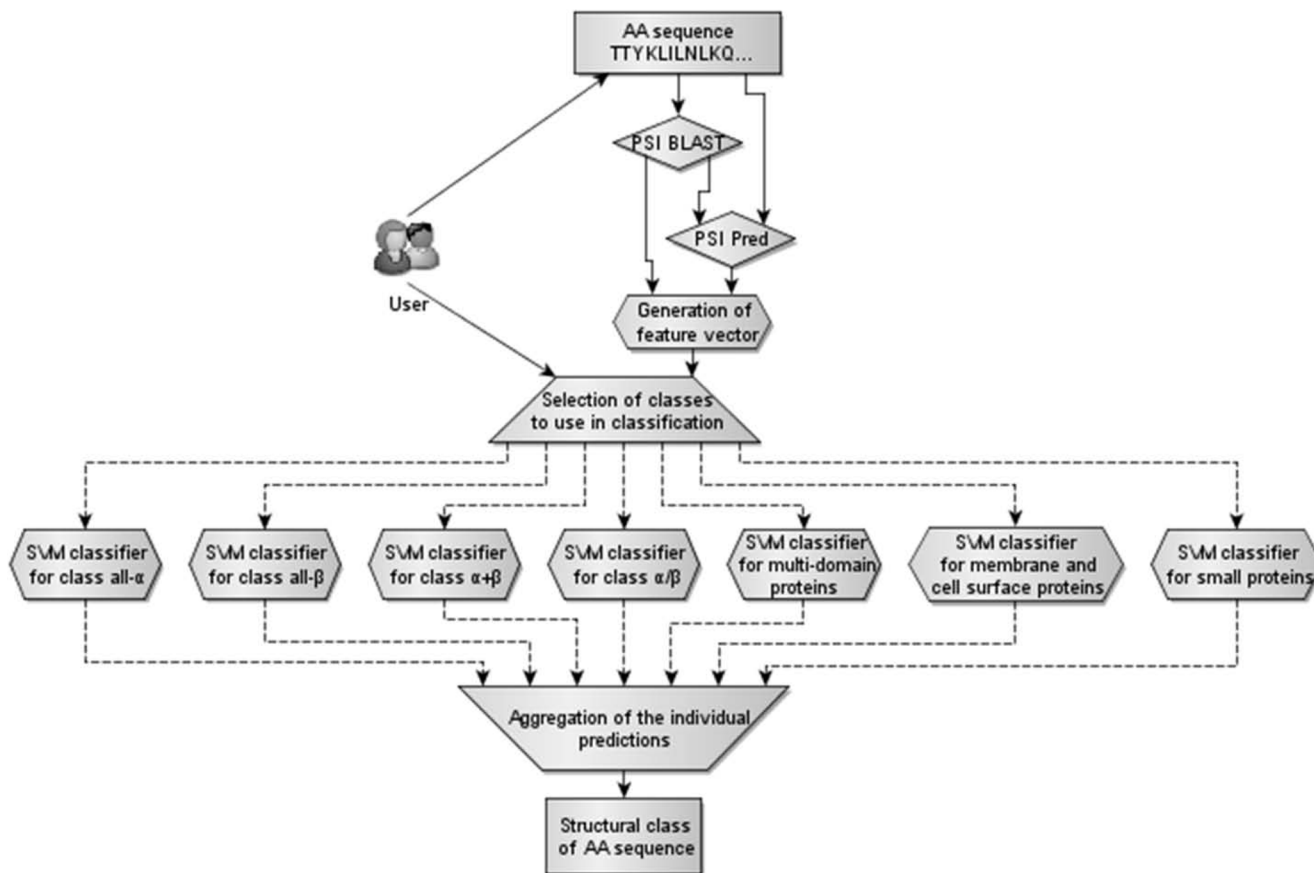 AA sequence
TTYKLILNLKQ...
PSI BLAST
PSI Pred
User
Generation of
feature vector
Selection of classes
to use in classification
SVM classifier
for class all-α
SVM classifier
for class all-β
SVM classifier
for class α+β
SVM classifier
for class α/β
SVM classifier
for multi-domain
proteins
SVM classifier
for membrane and
cell surface proteins
SVM classifier
for small proteins
Aggregation of the individual
predictions
Structural class
of AA sequence